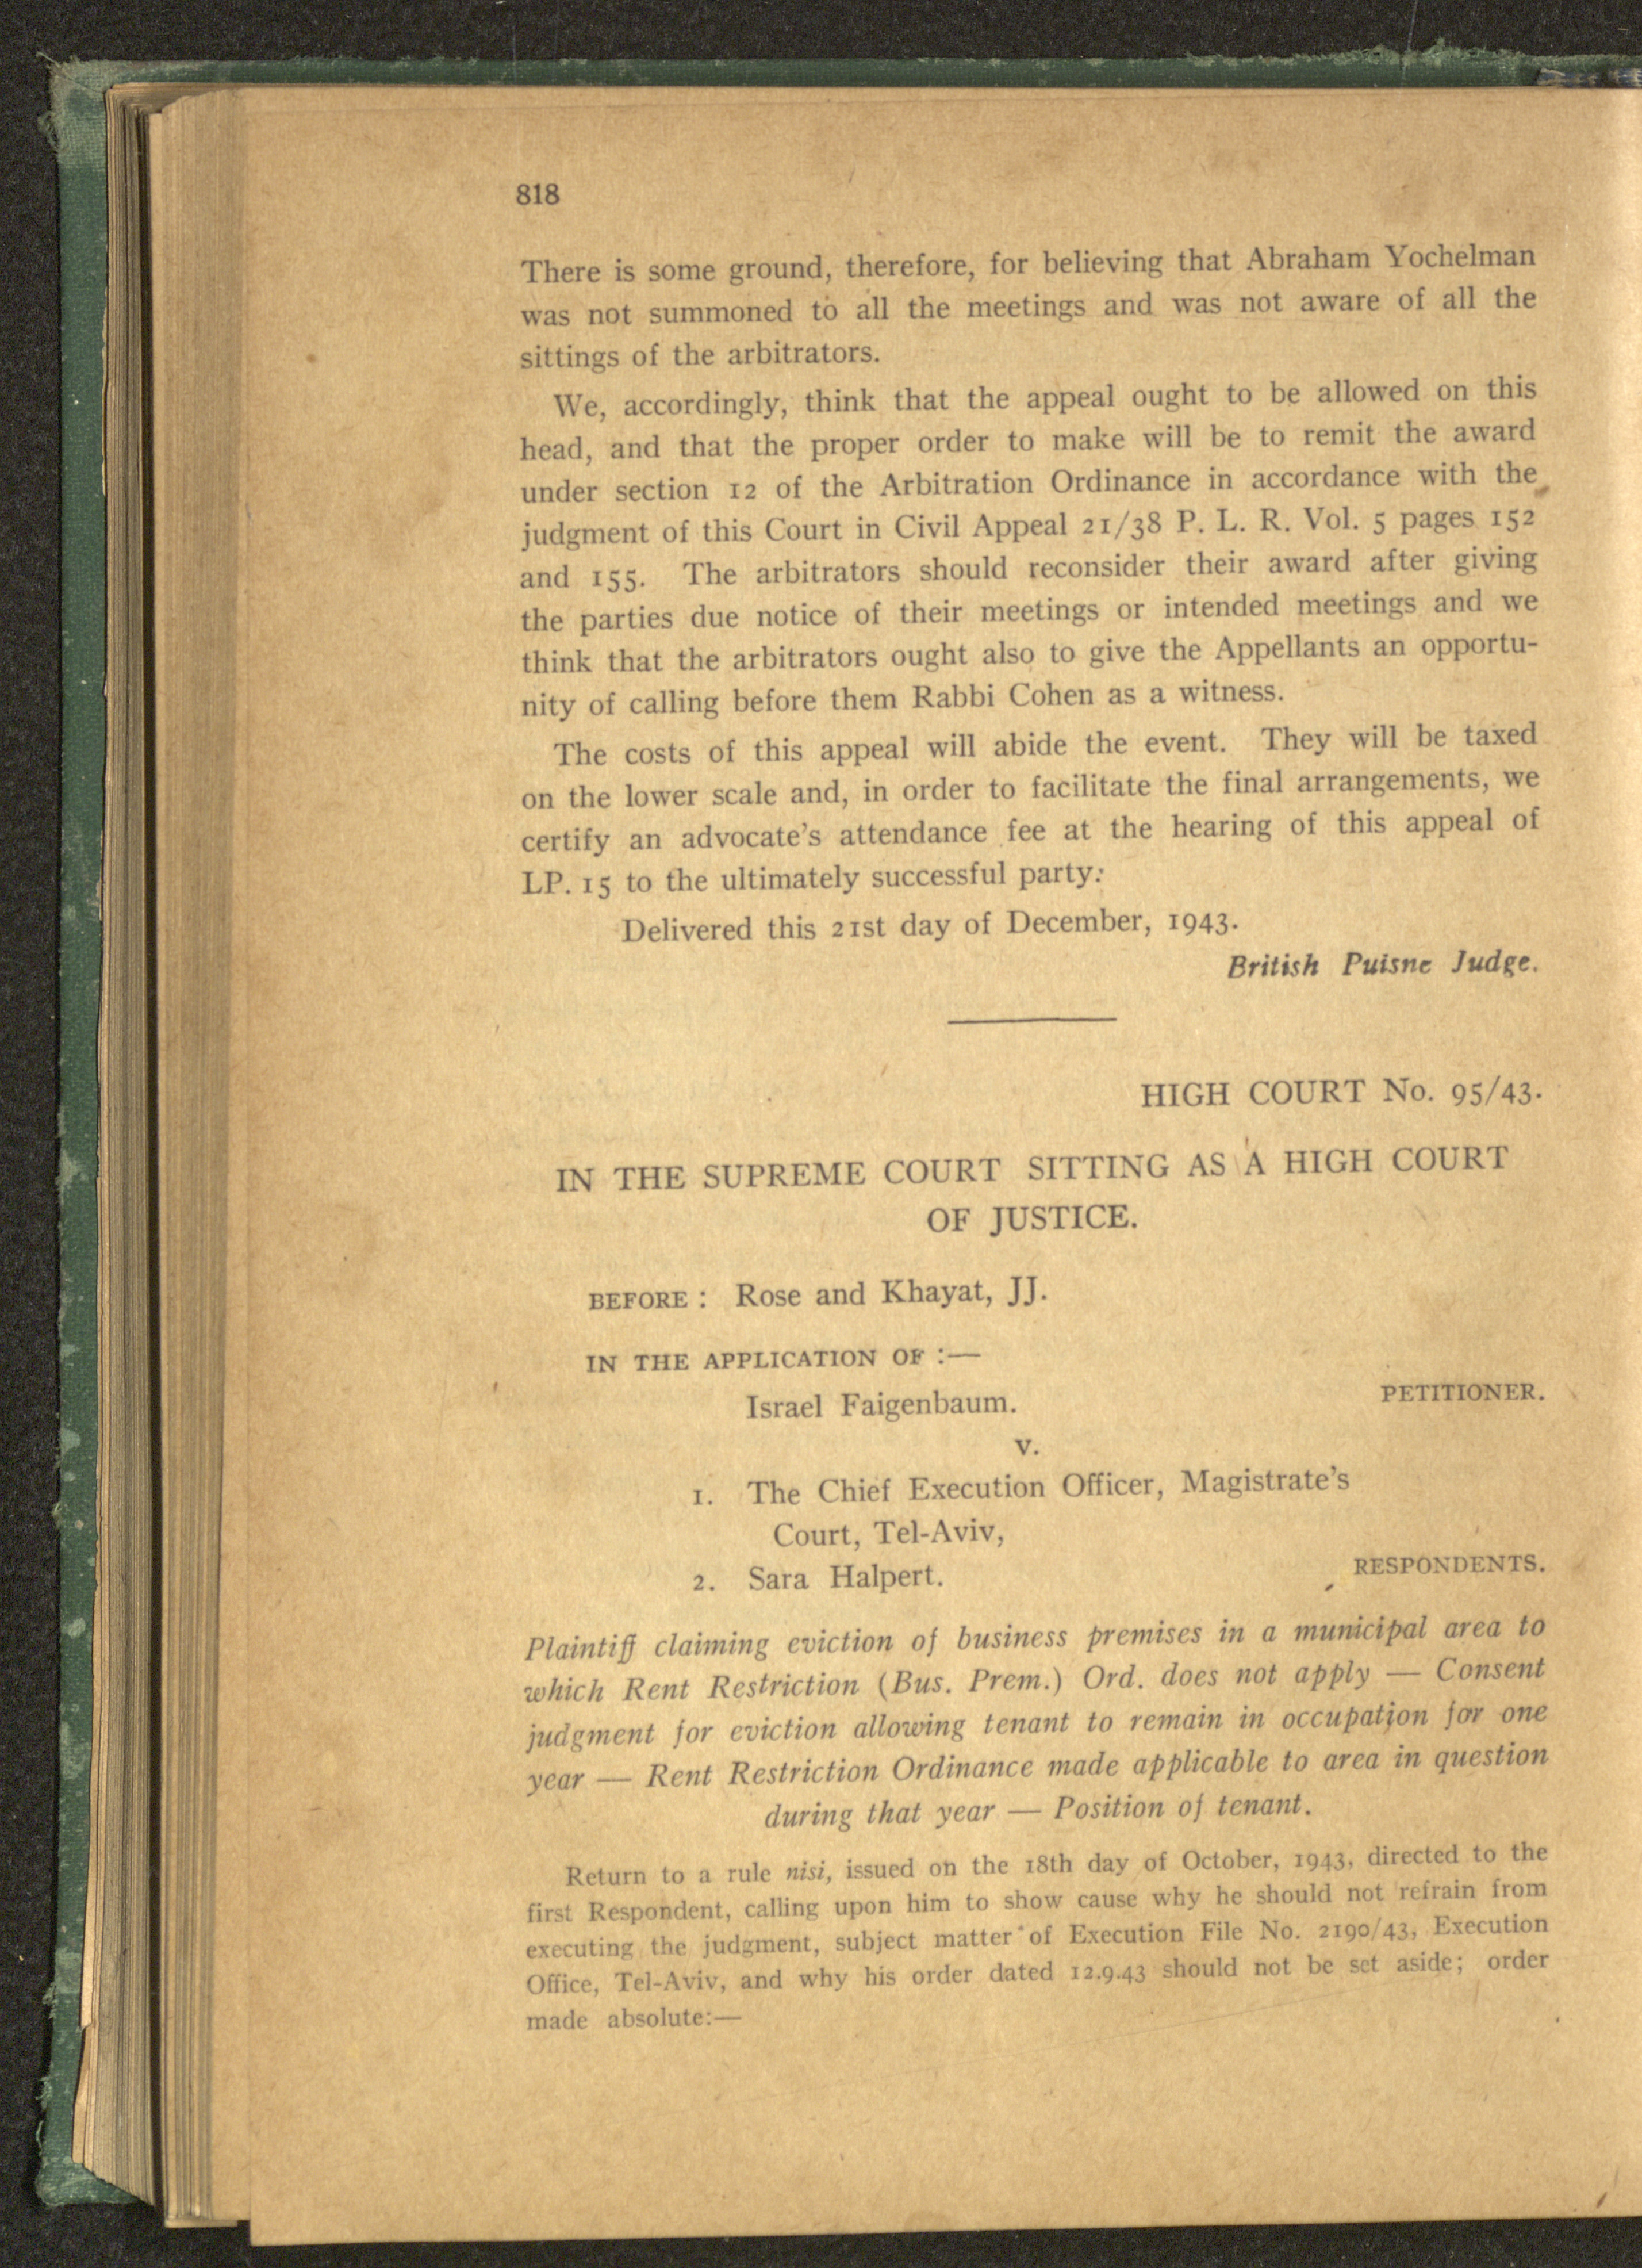 818
There is some ground, therefore, for believing that Abraham Yochelman
was not summoned to all the meetings and was not aware of all the
sittings of the arbitrators.
We, accordingly, think that the appeal ought to be allowed on this
head, and that the proper order to make will be to remit the award
under section 12 of the Arbitration Ordinance in accordance with the
judgment of this Court in Civil Appeal 21/38 P. L. R. Vol. 5 pages 152
and 155. The arbitrators should reconsider their award after giving
the parties due notice of their meetings or intended meetings and we
think that the arbitrators ought also to give the Appellants an opportu-
nity of calling before them Rabbi Cohen as a witness.
The costs of this appeal will abide the event. They will be taxed
on the lower scale and, in order to facilitate the final arrangements, we
certify an advocate's attendance fee at the hearing of this appeal of
LP. 15 to the ultimately successful party.
Delivered this 21st day of December, 1943.
British Puisne Judge.
HIGH COURT No. 95/43.
IN THE SUPREME COURT SITTING AS A HIGH COURT
OF JUSTICE.
BEFORE : Rose and Khayat, JJ.
IN THE APPLICATION OF :—
Israel Faigenbaum. PETITIONER.
v.
1. The Chief Execution Officer, Magistrate's
Court, Tel-Aviv,
2. Sara Halpert. RESPONDENTS.
Plaintiff claiming eviction of business premises in a municipal area to
which Rent Restriction (Bus. Prem.) Ord. does not apply — Consent
judgment for eviction allowing tenant to remain in occupation for one
year — Rent Restriction Ordinance made applicable to area in question
during that year — Position of tenant.
Return to a rule nisi, issued on the 18th day of October, 1943, directed to the
first Respondent, calling upon him to show cause why he should not refrain from
executing the judgment, subject matter of Execution File No. 2190/43, Execution
Office, Tel-Aviv, and why his order dated 12.9.43 should not be set aside; order
made absolute:—